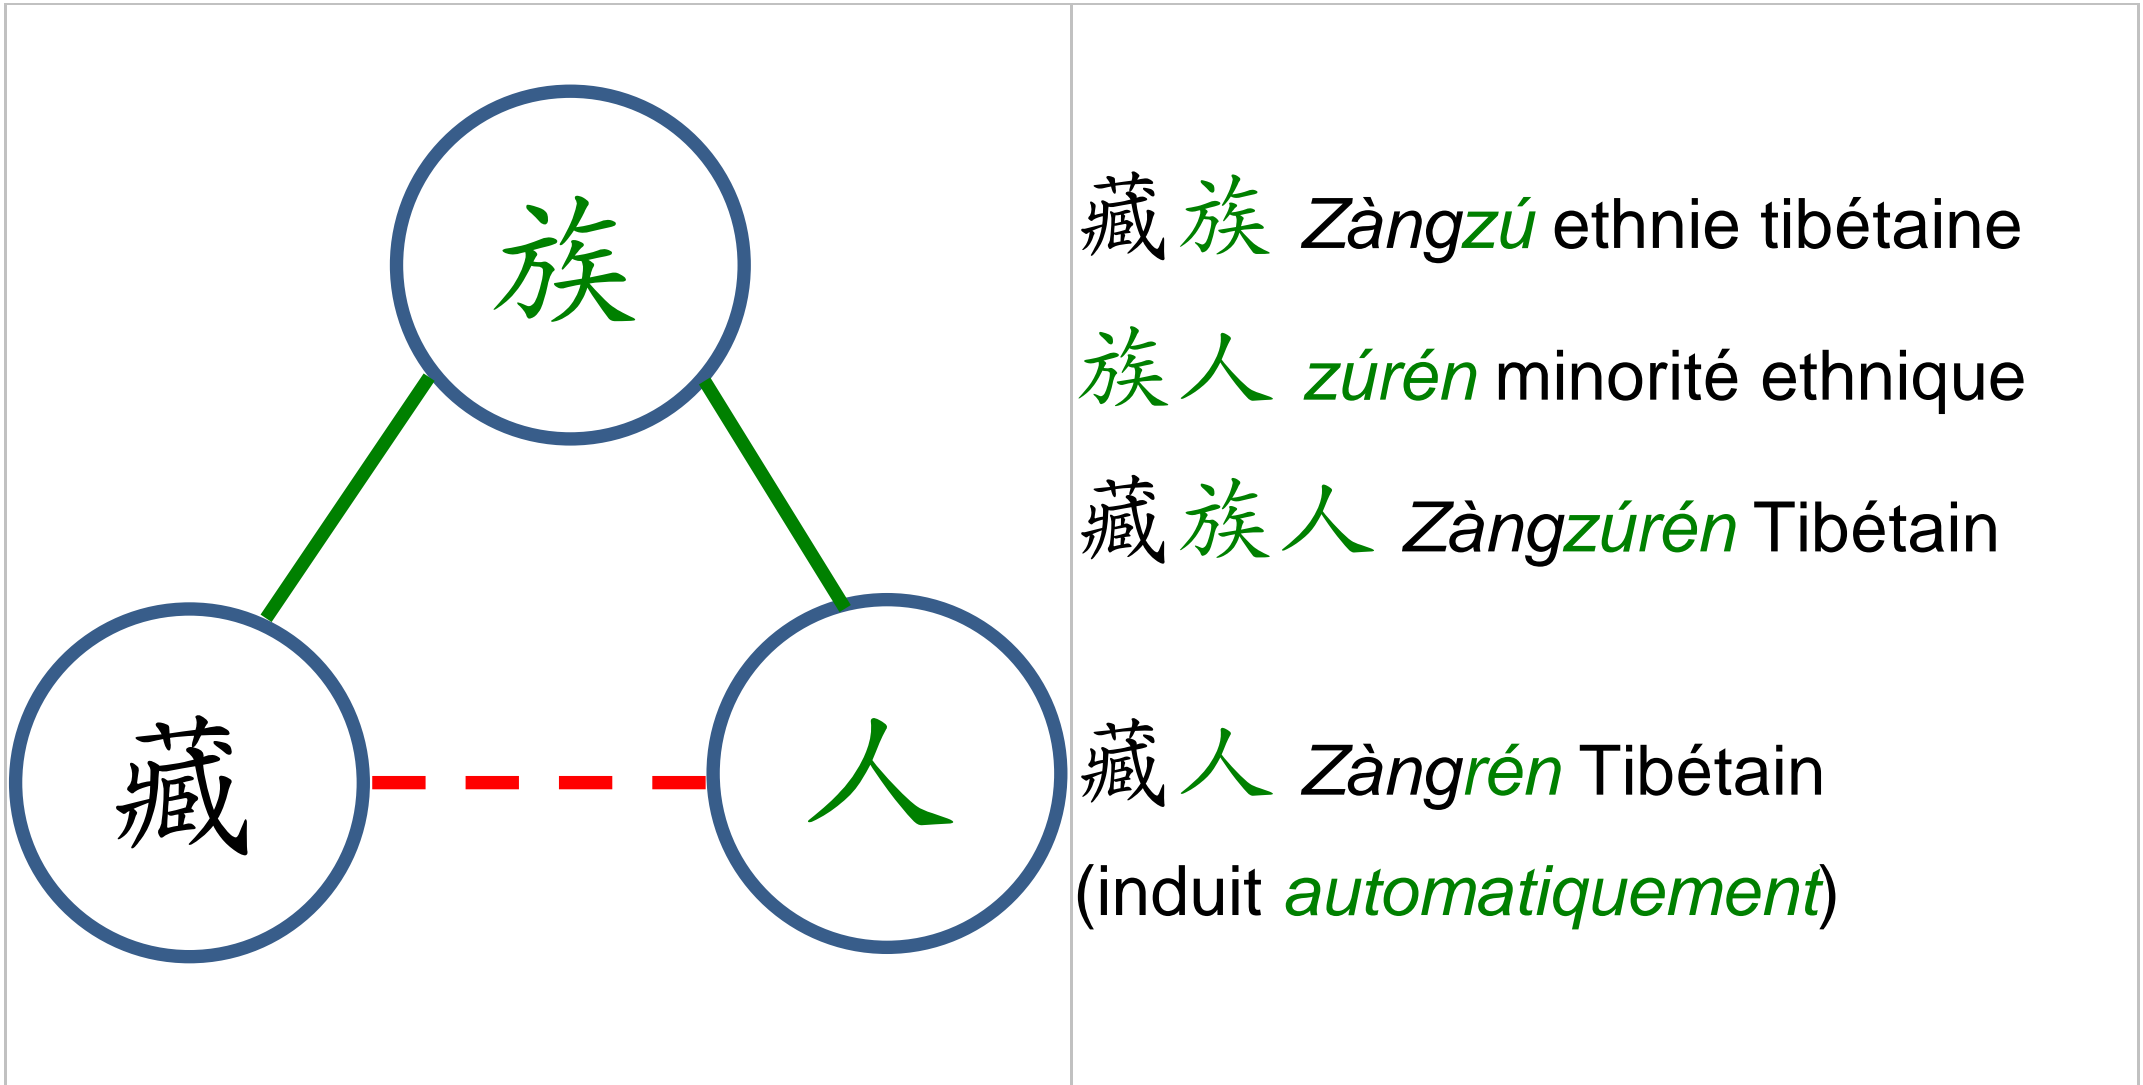 族
藏
人
藏族 Zàngzú ethnie tibétaine
族人 zúrén minorité ethnique
藏族人 Zàngzúrén Tibétain
藏人 Zàngrén Tibétain
(induit automatiquement)